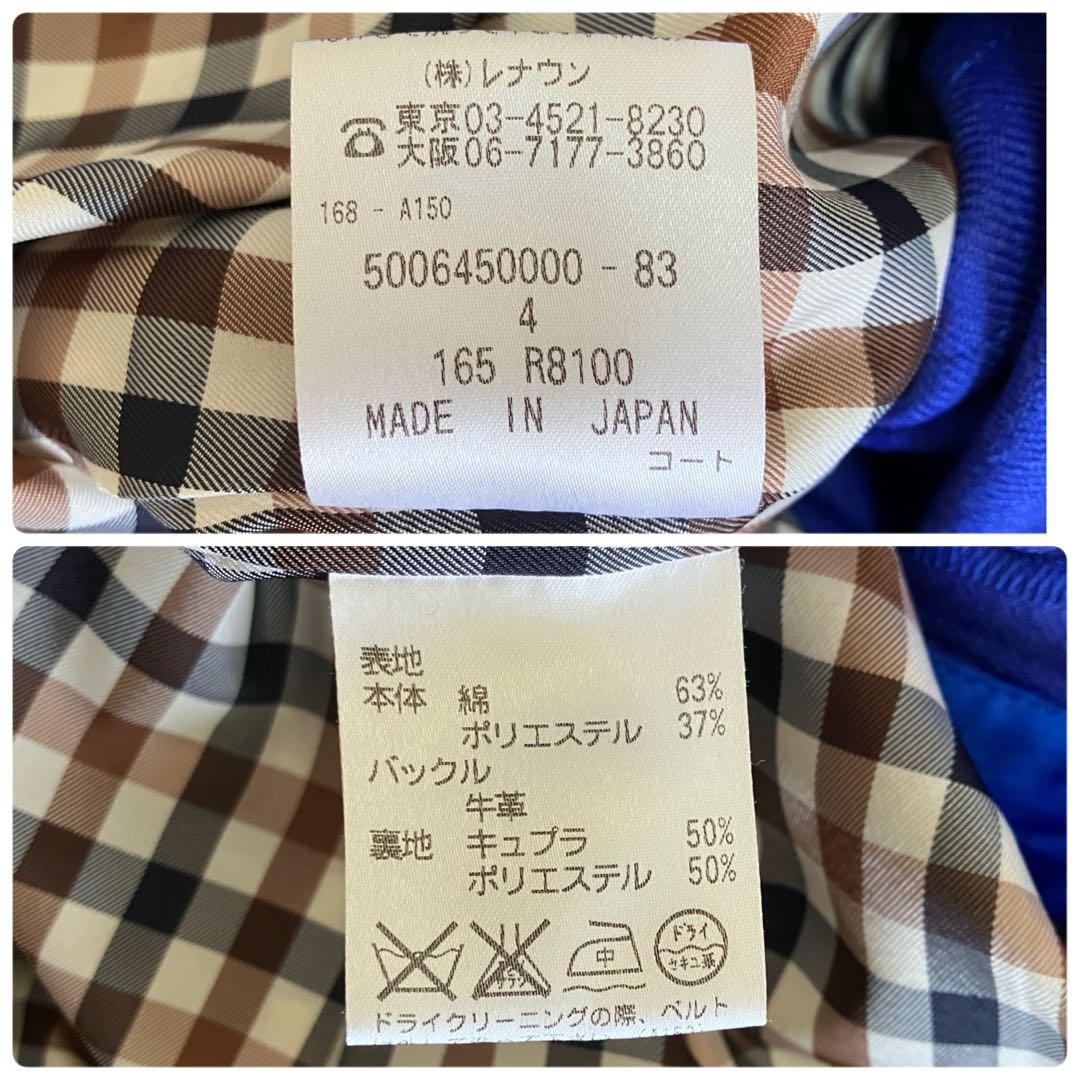 (株)レナウン
東京03-4521-8230
大阪06-7177-3860
168 - A150
5006450000 - 83
4
165 R8100
MADE IN JAPAN
コート
表地
本体 綿 63%
ポリエステル 37%
バックル
牛革
裏地 キュプラ 50%
ポリエステル 50%
中
ドライ
セキユ系
ドライクリーニングの際、ベルト